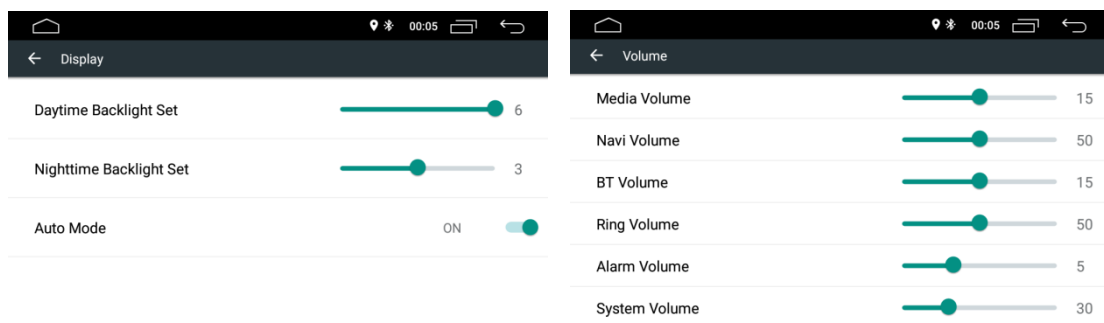 00:05
Display
Daytime Backlight Set 6
Nighttime Backlight Set 3
Auto Mode ON
00:05
Volume
Media Volume 15
Navi Volume 50
BT Volume 15
Ring Volume 50
Alarm Volume 5
System Volume 30